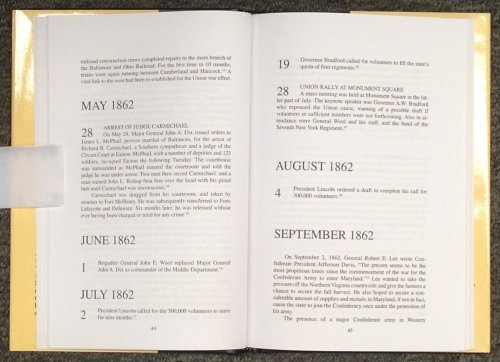 railroad construction crews completed repairs to the main branch of
the Baltimore and Ohio Railroad. For the first time in 10 months,
trains were again running between Cumberland and Hancock. A
vital link to the west had been re-established for the Union war effort.
MAY 1862
28 ARREST OF JUDGE CARMICHAEL
On May 24, Major General John A. Dix issued orders to
James L. McPhail, provost marshal of Baltimore, for the arrest of
Richard B. Carmichael, a Southern sympathizer and a judge of the
Circuit Court at Easton. McPhail, with a number of deputies and 125
soldiers, occupied Easton the following Tuesday. The courthouse
was surrounded and McPhail entered the courtroom and told the
judge he was under arrest. Two men then seized Carmichael, and a
man named John L. Bishop beat him over the head with his pistol
butt until Carmichael was unconscious.
Carmichael was dragged from his courtroom, and taken by
steamer to Fort McHenry. He was subsequently transferred to Forts
Lafayette and Delaware. Six months later, he was released without
ever having been charged or tried for any crime.
JUNE 1862
1 Brigadier General John E. Wool replaced Major General
John A. Dix as commander of the Middle Department.
JULY 1862
2 President Lincoln called for 300,000 volunteers to serve
for nine months.
44
19 Governor Bradford called for volunteers to fill the state's
quota of four regiments.
28 UNION RALLY AT MONUMENT SQUARE
A mass meeting was held at Monument Square in the lat-
ter part of July. The keynote speaker was Governor A.W. Bradford
who espoused the Union cause, warning of a possible draft if
volunteers in sufficient numbers were not forthcoming. Also in at-
tendance were General Wool and his staff, and the band of the
Seventh New York Regiment.
AUGUST 1862
4 President Lincoln ordered a draft to complete his call for
300,000 volunteers.
SEPTEMBER 1862
On September 2, 1862, General Robert E. Lee wrote Con-
federate President Jefferson Davis, "The present seems to be the
most propitious times since the commencement of the war for the
Confederate Army to enter Maryland." Lee wanted to take the
pressure off the Northern Virginia countryside and give the farmers a
chance to secure the fall harvest. He also hoped to secure a con-
siderable amount of supplies and recruits in Maryland; if not in fact,
cause the state to join the Confederacy once under the protection of
his army.
The presence of a major Confederate army in Western
45